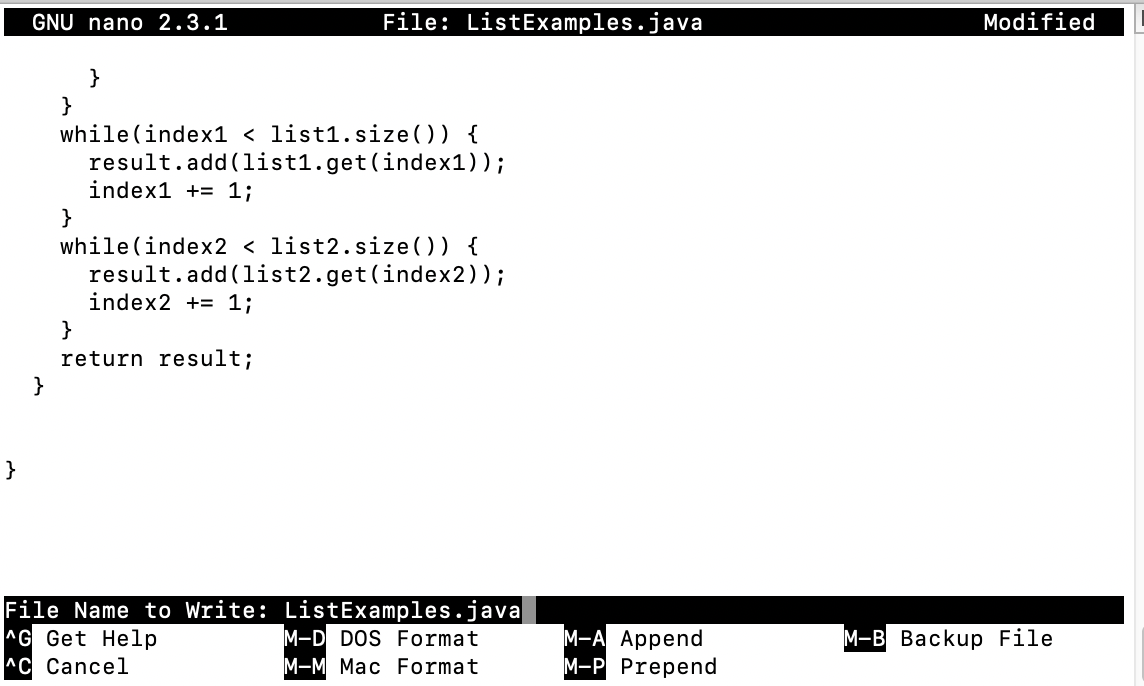 GNU nano 2.3.1 File: ListExamples.java Modified
      }
    }
    while(index1 < list1.size()) {
      result.add(list1.get(index1));
      index1 += 1;
    }
    while(index2 < list2.size()) {
      result.add(list2.get(index2));
      index2 += 1;
    }
    return result;
  }
}
File Name to Write: ListExamples.java
^G Get Help M-D DOS Format M-A Append M-B Backup File
^C Cancel M-M Mac Format M-P Prepend